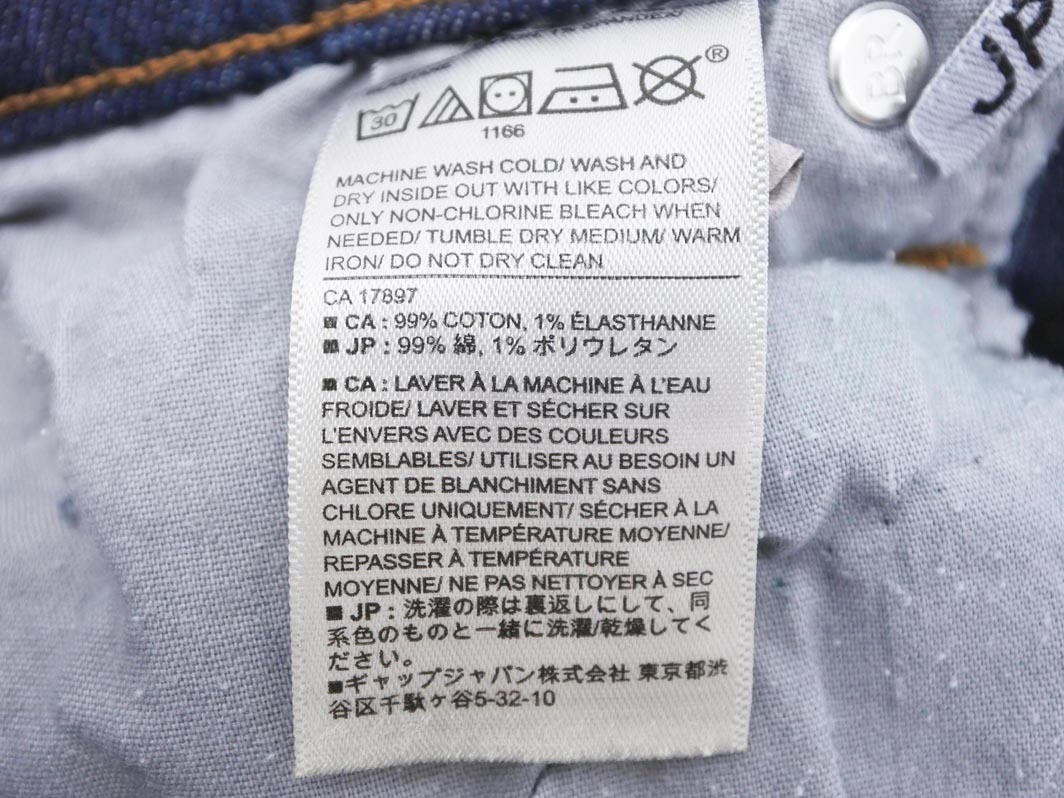 30
®
1166
MACHINE WASH COLD/ WASH AND
DRY INSIDE OUT WITH LIKE COLORS/
ONLY NON-CHLORINE BLEACH WHEN
NEEDED/ TUMBLE DRY MEDIUM/ WARM
IRON/ DO NOT DRY CLEAN
CA 17897
CA : 99% COTON, 1% ÉLASTHANNE
JP : 99% 綿, 1% ポリウレタン
CA : LAVER À LA MACHINE À L'EAU
FROIDE/ LAVER ET SÉCHER SUR
L'ENVERS AVEC DES COULEURS
SEMBLABLES/ UTILISER AU BESOIN UN
AGENT DE BLANCHIMENT SANS
CHLORE UNIQUEMENT/ SÉCHER À LA
MACHINE À TEMPÉRATURE MOYENNE/
REPASSER À TEMPÉRATURE
MOYENNE/ NE PAS NETTOYER À SEC
■ JP : 洗濯の際は裏返しにして、同
系色のものと一緒に洗濯/乾燥してく
ださい。
■ギャップジャパン株式会社 東京都渋
谷区千駄ケ谷5-32-10
BR
JP